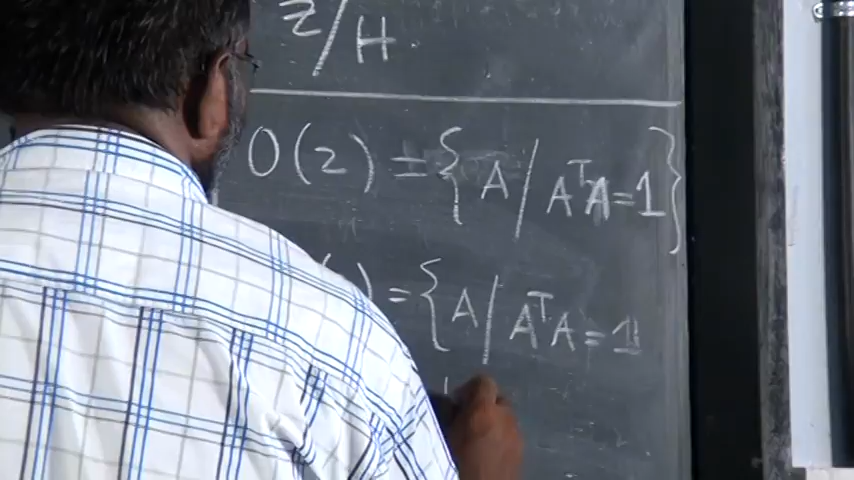 Z/H.
O(2) = { A / AᵀA = 1 }
) = { A / AᵀA = 1